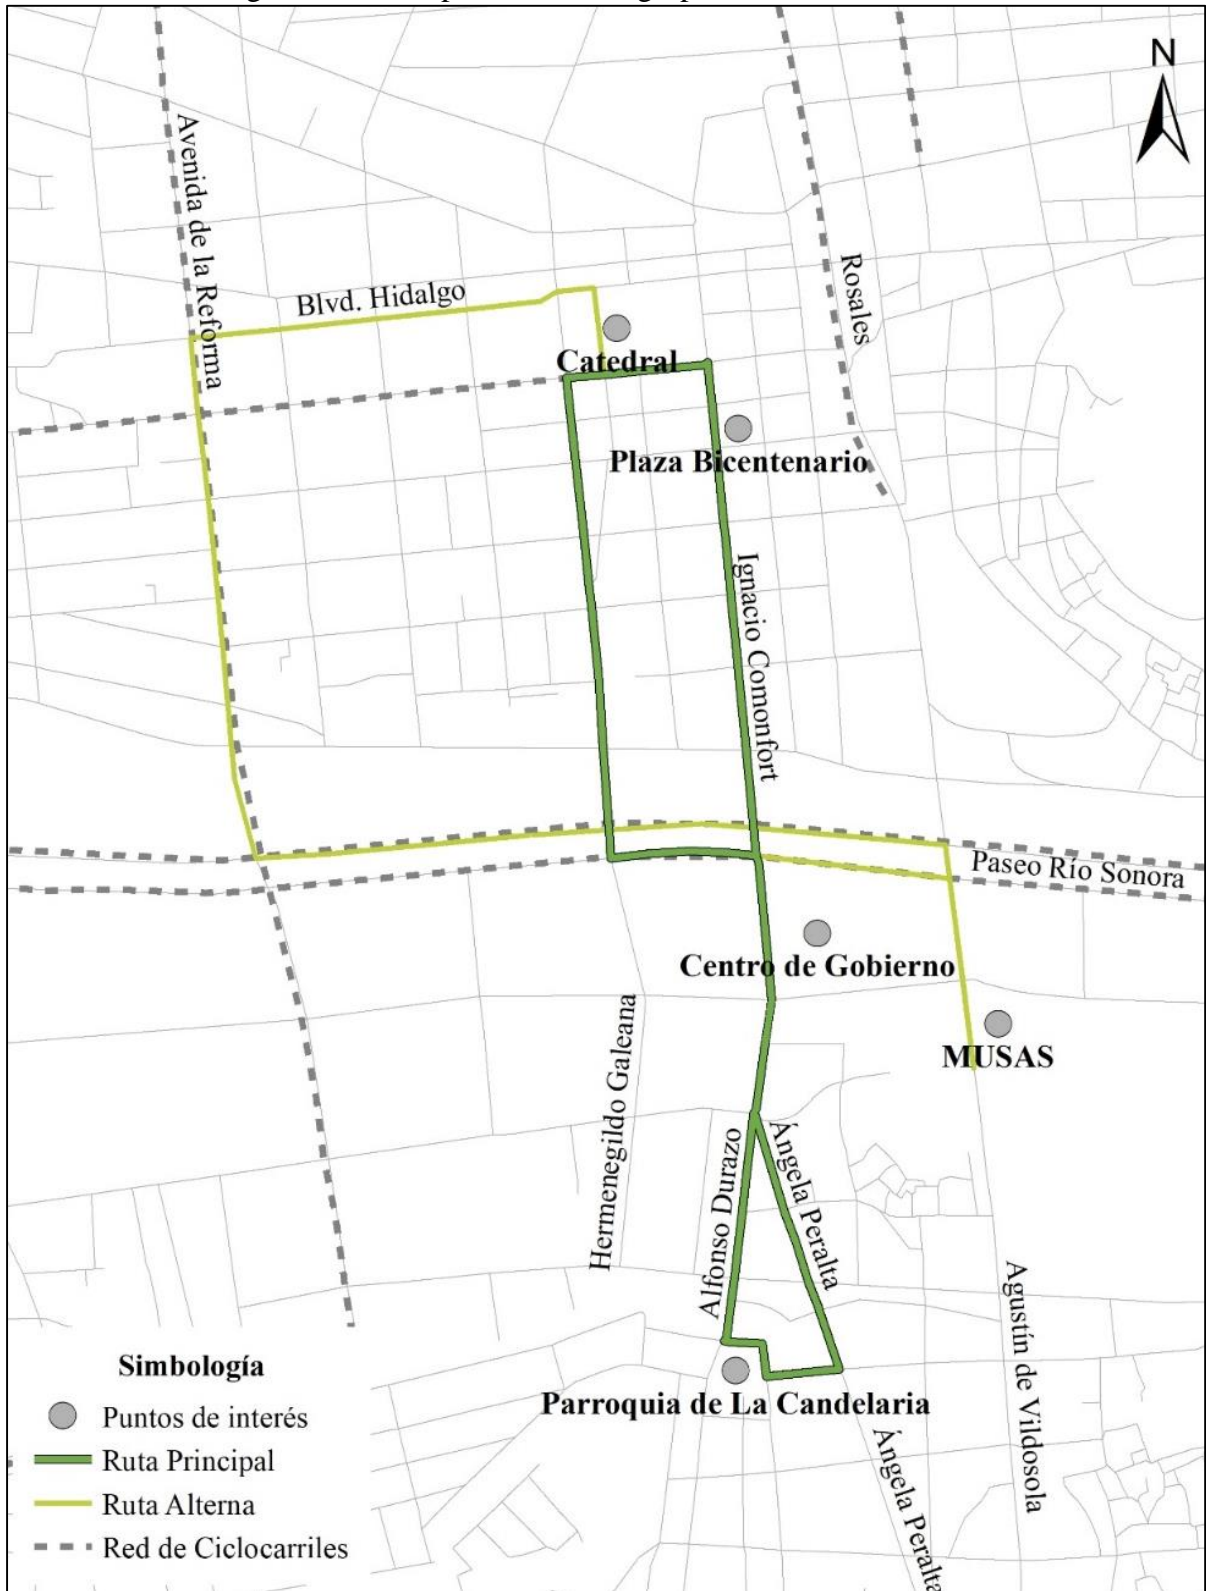 N
Avenida de la Reforma
Blvd. Hidalgo
Rosales
Catedral
Plaza Bicentenario
Ignacio Comonfort
Paseo Río Sonora
Centro de Gobierno
Hermenegildo Galeana
MUSAS
Alfonso Durazo
Ángela Peralta
Agustín de Vildosola
Parroquia de La Candelaria
Ángela Peralta
Simbología
Puntos de interés
Ruta Principal
Ruta Alterna
Red de Ciclocarriles